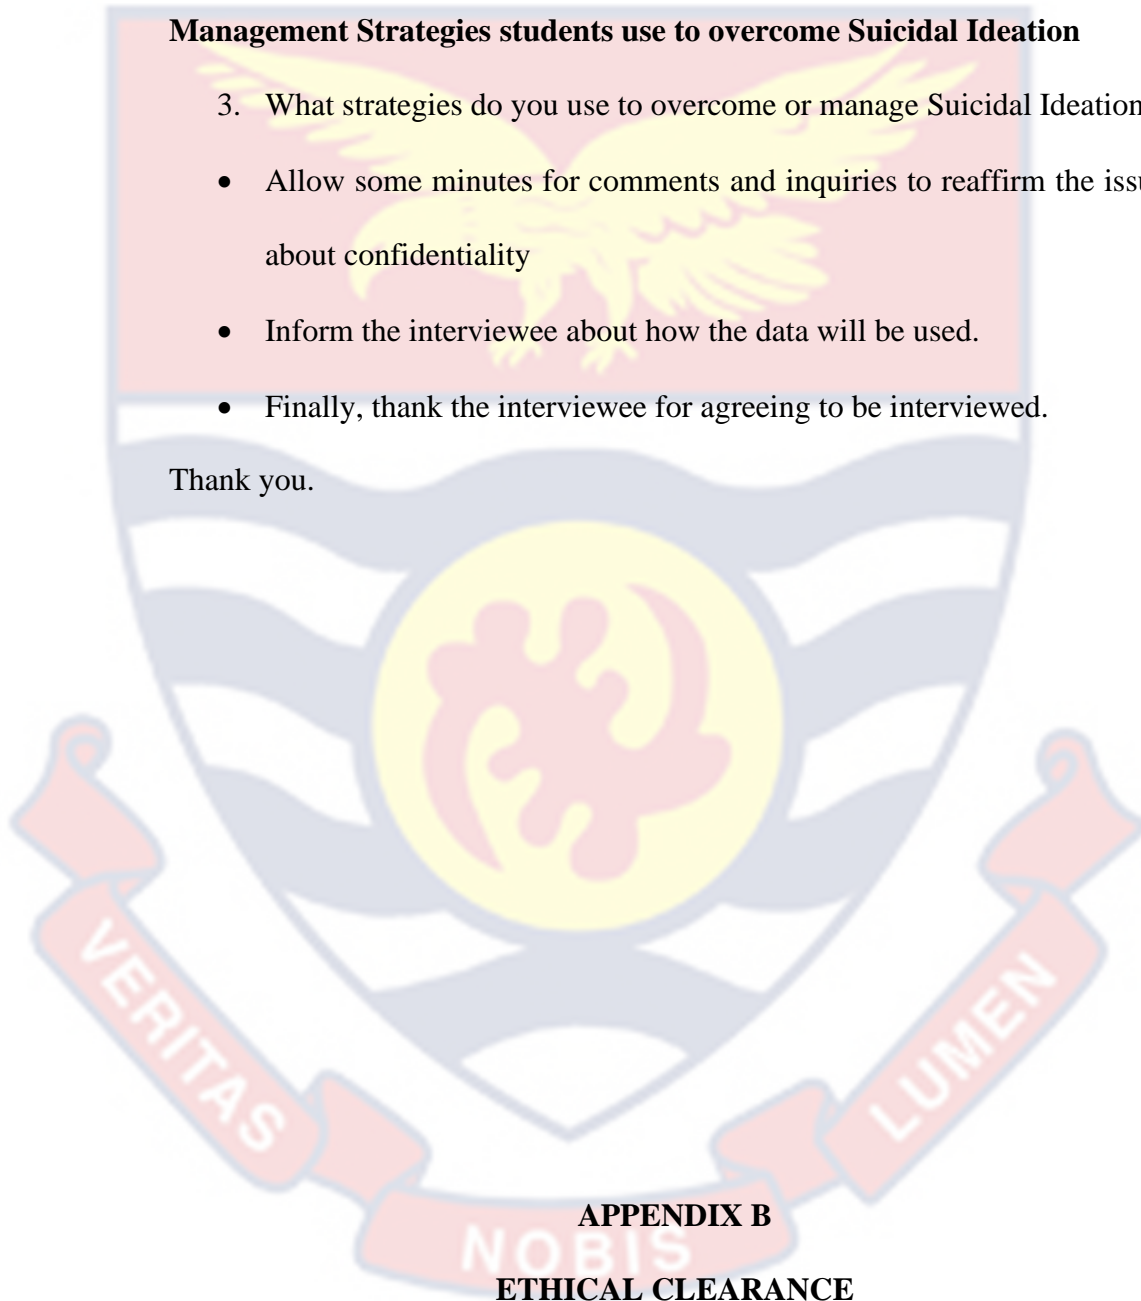 Management Strategies students use to overcome Suicidal Ideation
3. What strategies do you use to overcome or manage Suicidal Ideation
• Allow some minutes for comments and inquiries to reaffirm the issu
about confidentiality
• Inform the interviewee about how the data will be used.
• Finally, thank the interviewee for agreeing to be interviewed.
Thank you.
VERITAS
NOBIS
LUMEN
APPENDIX B
ETHICAL CLEARANCE